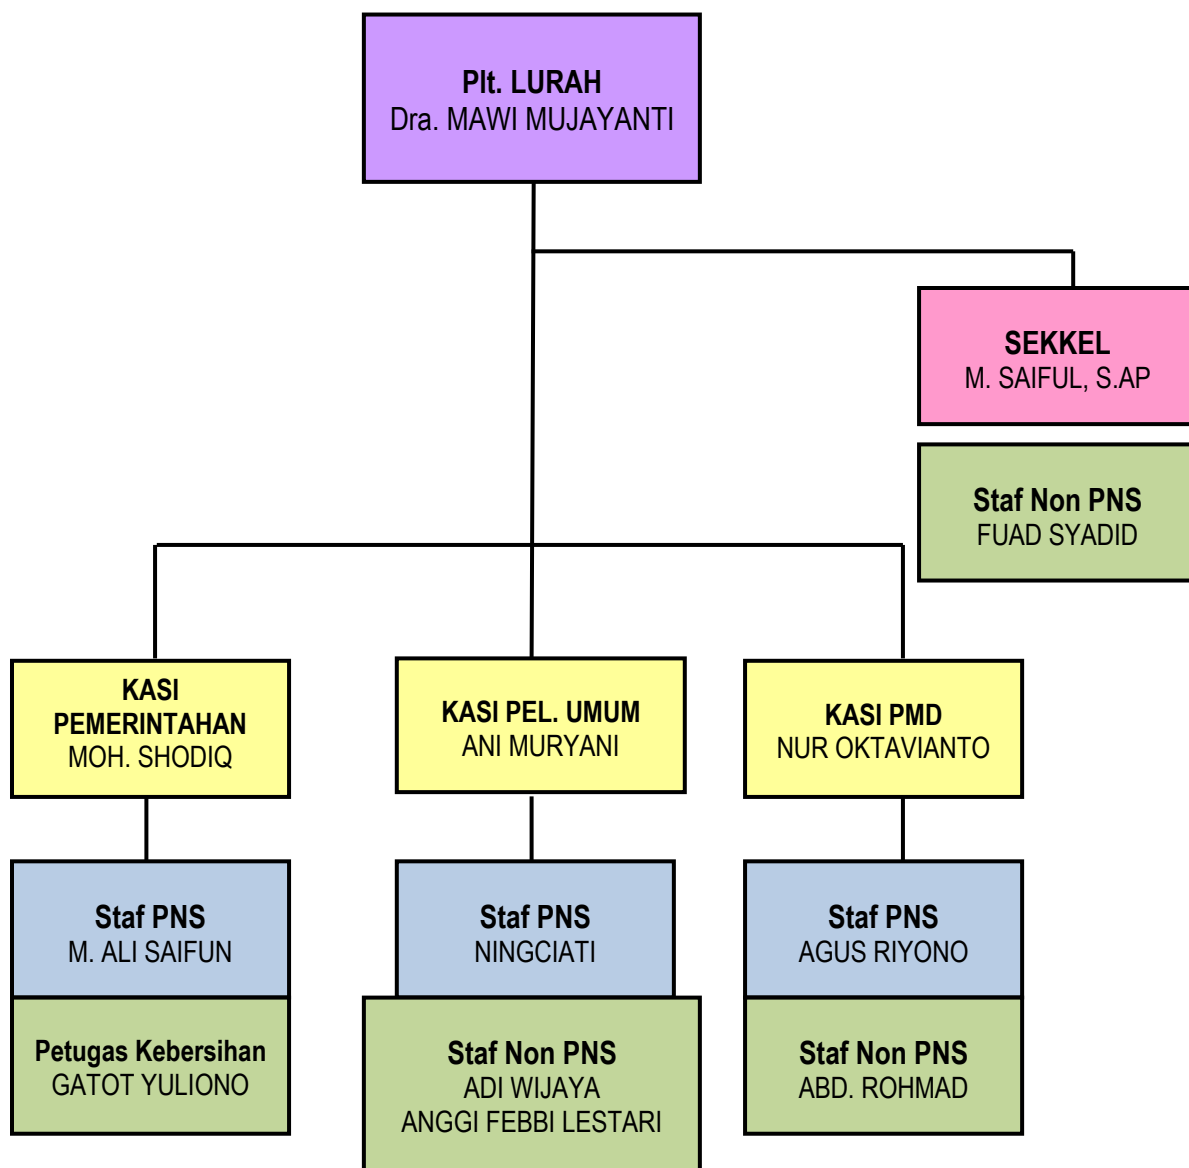 Plt. LURAH
Dra. MAWI MUJAYANTI
SEKKEL
M. SAIFUL, S.AP
Staf Non PNS
FUAD SYADID
KASI
PEMERINTAHAN
MOH. SHODIQ
KASI PEL. UMUM
ANI MURYANI
KASI PMD
NUR OKTAVIANTO
Staf PNS
M. ALI SAIFUN
Staf PNS
NINGCIATI
Staf PNS
AGUS RIYONO
Petugas Kebersihan
GATOT YULIONO
Staf Non PNS
ADI WIJAYA
ANGGI FEBBI LESTARI
Staf Non PNS
ABD. ROHMAD